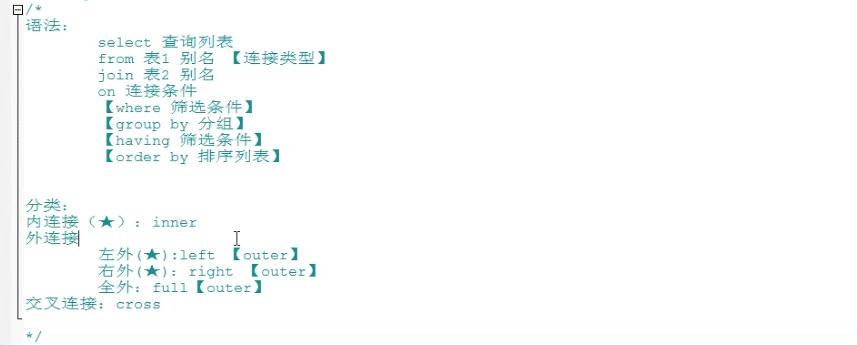 /*
语法：
select 查询列表
from 表1 别名 【连接类型】
join 表2 别名
on 连接条件
【where 筛选条件】
【group by 分组】
【having 筛选条件】
【order by 排序列表】
分类：
内连接（★）：inner
外连接
左外(★):left 【outer】
右外(★)：right 【outer】
全外：full【outer】
交叉连接：cross
*/